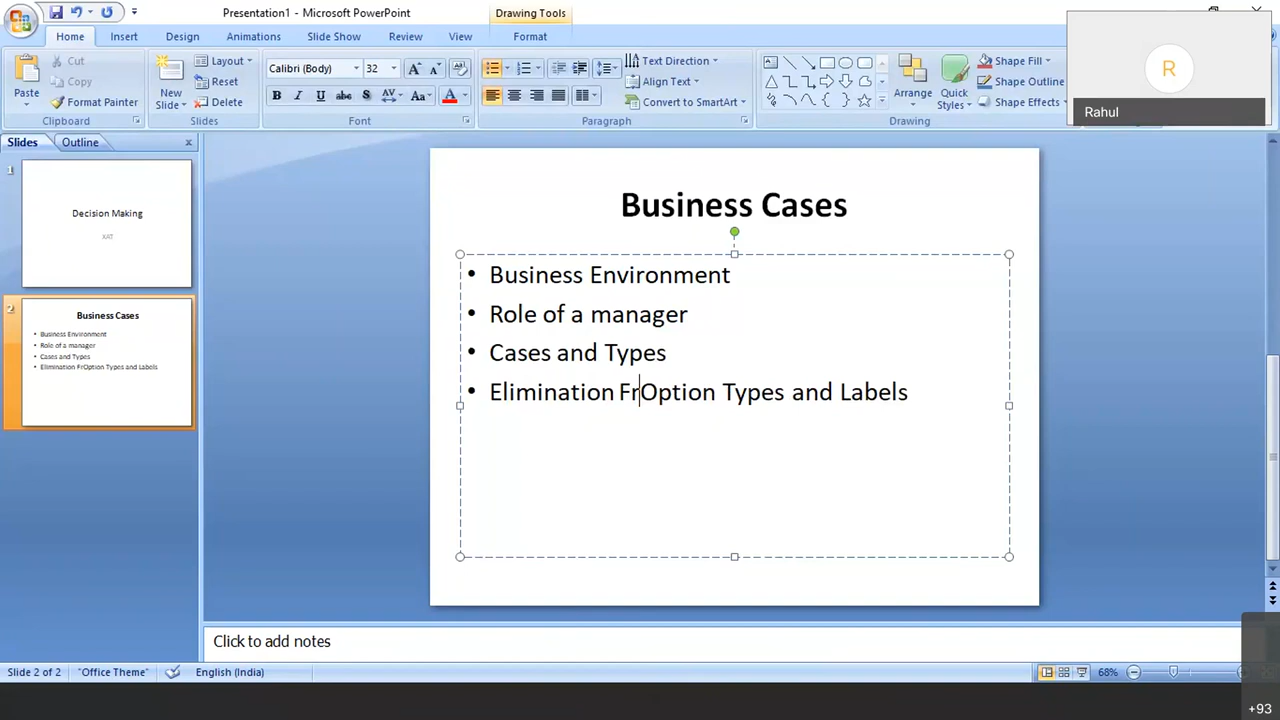 Presentation1 - Microsoft PowerPoint
Drawing Tools
Home
Insert
Design
Animations
Slide Show
Review
View
Format
Paste
Cut
Copy
Format Painter
Clipboard
New
Slide
Layout
Reset
Delete
Slides
Calibri (Body)
32
B I U abc S AV Aa A
Font
Text Direction
Align Text
Convert to SmartArt
Paragraph
Arrange
Quick
Styles
Shape Fill
Shape Outline
Shape Effects
Drawing
R
Rahul
Slides
Outline
1
Decision Making
XAT
2
Business Cases
• Business Environment
• Role of a manager
• Cases and Types
• Elimination FrOption Types and Labels
Business Cases
• Business Environment
• Role of a manager
• Cases and Types
• Elimination FrOption Types and Labels
Click to add notes
Slide 2 of 2
"Office Theme"
English (India)
68%
+93